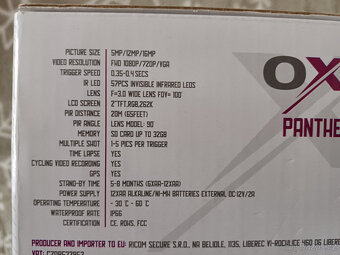 PICTURE SIZE 5MP/12MP/16MP
VIDEO RESOLUTION FHD 1080P/720P/VGA
TRIGGER SPEED 0,35-0,4 SECS
IR LED 57PCS INVISIBLE INFRARED LEDS
LENS F=3.0 WIDE LENS FOV= 100°
LCD SCREEN 2"TFT,RGB,262K
PIR DISTANCE 20M (65FEET)
PIR ANGLE LENS MODEL: 90°
MEMORY SD CARD UP TO 32GB
MULTIPLE SHOT 1-5 PICS PER TRIGGER
TIME LAPSE YES
CYCLING VIDEO RECORDING YES
GPS YES
STAND-BY TIME 5-8 MONTHS (6XAA-12XAA)
POWER SUPPLY 12XAA ALKALINE/NI-MH BATTERIES EXTERNAL DC:12V/2A
OPERATING TEMPERATURE - 30°C - 60°C
WATERPROOF RATE IP66
CERTIFICATION CE, ROHS, FCC
OX
PANTHE
PRODUCER AND IMPORTER TO EU: RICOM SECURE S.R.O., NA BELIDLE, 1135, LIBEREC VI-ROCHLICE 460 06 LIBEREC